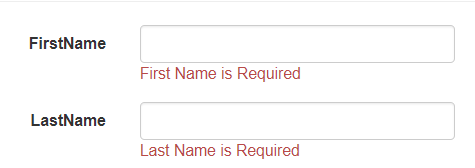 FirstName
First Name is Required
LastName
Last Name is Required